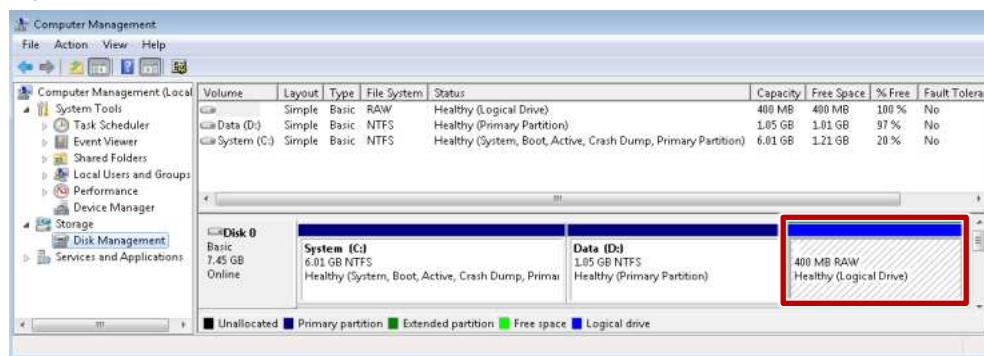 Computer Management
File Action View Help
Computer Management (Local
System Tools
Task Scheduler
Event Viewer
Shared Folders
Local Users and Groups
Performance
Device Manager
Storage
Disk Management
Services and Applications
Volume Layout Type File System Status Capacity Free Space % Free Fault Tolera
Simple Basic RAW Healthy (Logical Drive) 400 MB 400 MB 100 % No
Data (D:) Simple Basic NTFS Healthy (Primary Partition) 1.05 GB 1.01 GB 97 % No
System (C:) Simple Basic NTFS Healthy (System, Boot, Active, Crash Dump, Primary Partition) 6.01 GB 1.21 GB 20 % No
Disk 0
Basic
7.45 GB
Online
System (C:)
6.01 GB NTFS
Healthy (System, Boot, Active, Crash Dump, Primar
Data (D:)
1.05 GB NTFS
Healthy (Primary Partition)
400 MB RAW
Healthy (Logical Drive)
Unallocated Primary partition Extended partition Free space Logical drive